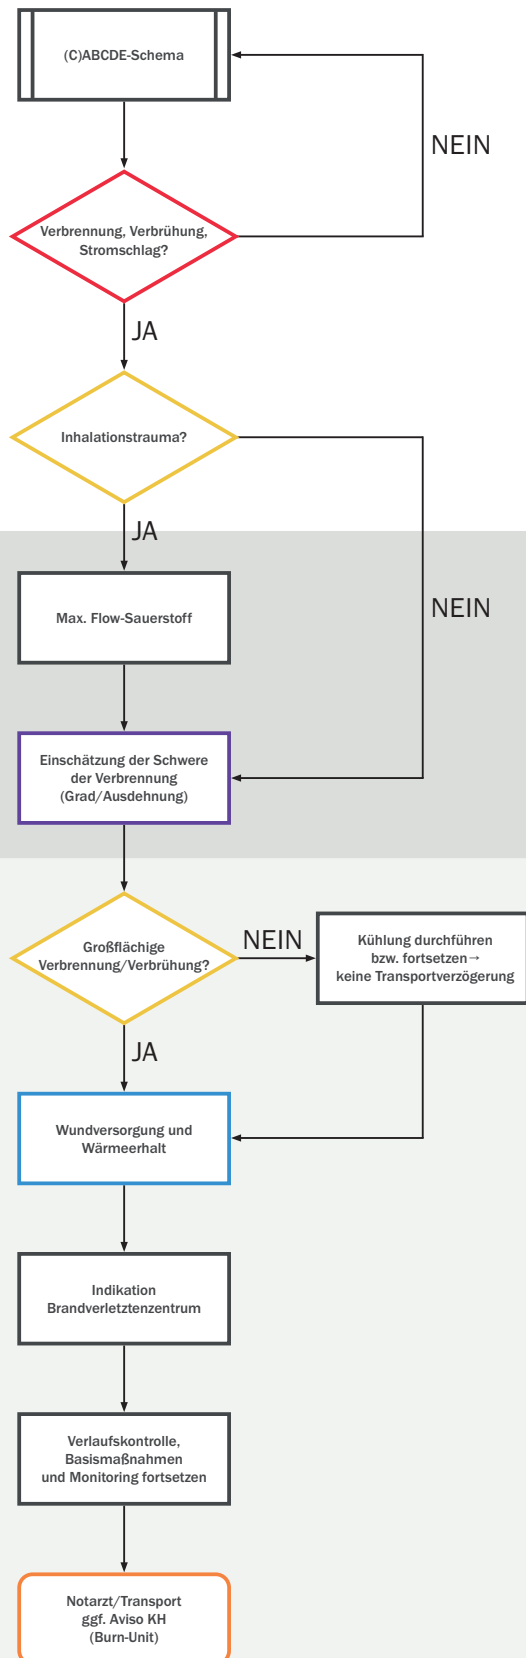 (C)ABCDE-Schema
NEIN
Verbrennung, Verbrühung,
Stromschlag?
JA
Inhalationstrauma?
JA
Max. Flow-Sauerstoff
NEIN
Einschätzung der Schwere
der Verbrennung
(Grad/Ausdehnung)
Großflächige
Verbrennung/Verbrühung?
NEIN
Kühlung durchführen
bzw. fortsetzen→
keine Transportverzögerung
JA
Wundversorgung und
Wärmeerhalt
Indikation
Brandverletztenzentrum
Verlaufskontrolle,
Basismaßnahmen
und Monitoring fortsetzen
Notarzt/Transport
ggf. Aviso KH
(Burn-Unit)